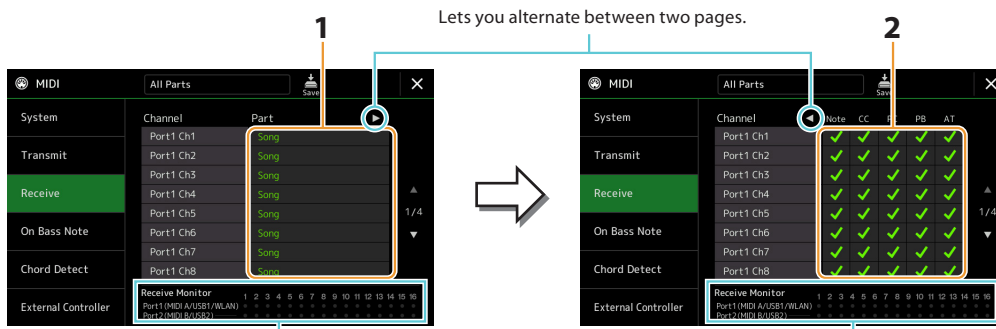 Lets you alternate between two pages.
1
2
MIDI
All Parts
Save
System
Transmit
Receive
On Bass Note
Chord Detect
External Controller
Channel Part
Port1 Ch1 Song
Port1 Ch2 Song
Port1 Ch3 Song
Port1 Ch4 Song
Port1 Ch5 Song
Port1 Ch6 Song
Port1 Ch7 Song
Port1 Ch8 Song
1/4
Receive Monitor 1 2 3 4 5 6 7 8 9 10 11 12 13 14 15 16
Port1(MIDI A/USB1/WLAN)
Port2(MIDI B/USB2)
MIDI
All Parts
Save
System
Transmit
Receive
On Bass Note
Chord Detect
External Controller
Channel Note CC PC PB AT
Port1 Ch1
Port1 Ch2
Port1 Ch3
Port1 Ch4
Port1 Ch5
Port1 Ch6
Port1 Ch7
Port1 Ch8
1/4
Receive Monitor 1 2 3 4 5 6 7 8 9 10 11 12 13 14 15 16
Port1(MIDI A/USB1/WLAN)
Port2(MIDI B/USB2)